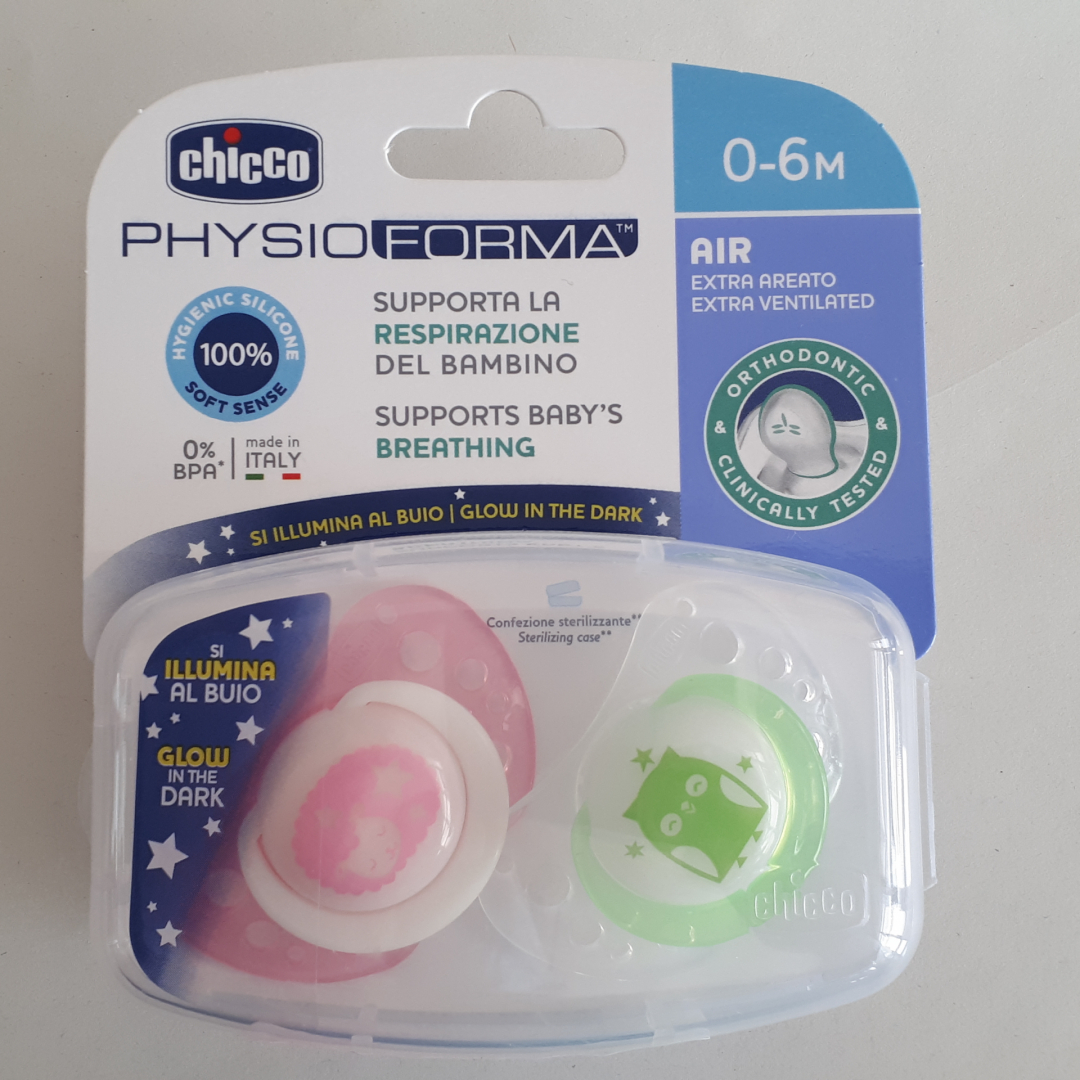 chicco
PHYSIOFORMA™
0-6M
AIR
EXTRA AREATO
EXTRA VENTILATED
HYGIENIC SILICONE
100%
SOFT SENSE
SUPPORTA LA
RESPIRAZIONE
DEL BAMBINO
SUPPORTS BABY'S
BREATHING
0%
BPA*
made in
ITALY
ORTHODONTIC
& CLINICALLY TESTED &
SI ILLUMINA AL BUIO | GLOW IN THE DARK
Confezione sterilizzante**
Sterilizing case**
SI
ILLUMINA
AL BUIO
GLOW
IN THE
DARK
chicco